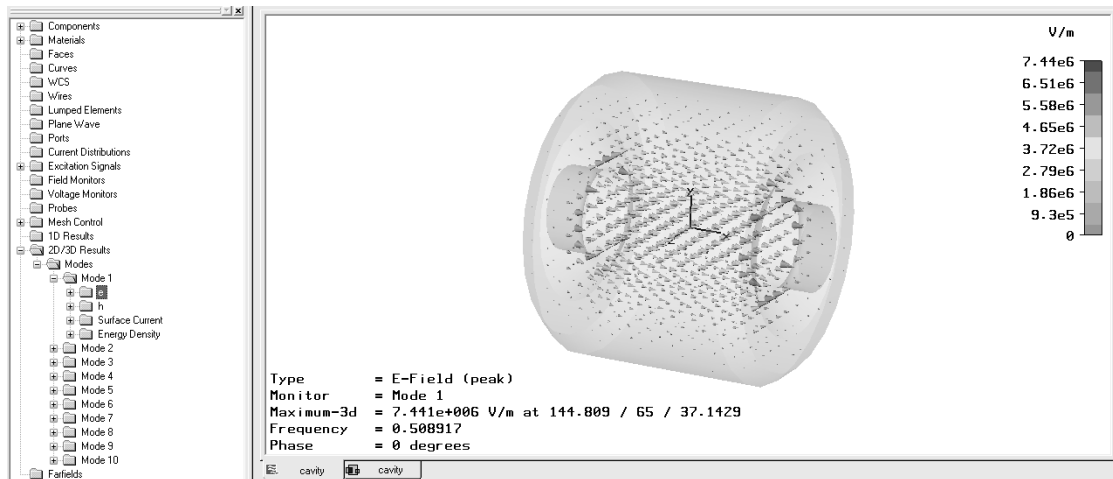 Components
Materials
Faces
Curves
WCS
Wires
Lumped Elements
Plane Wave
Ports
Current Distributions
Excitation Signals
Field Monitors
Voltage Monitors
Probes
Mesh Control
1D Results
2D/3D Results
Modes
Mode 1
e
h
Surface Current
Energy Density
Mode 2
Mode 3
Mode 4
Mode 5
Mode 6
Mode 7
Mode 8
Mode 9
Mode 10
Farfields
V/m
7.44e6
6.51e6
5.58e6
4.65e6
3.72e6
2.79e6
1.86e6
9.3e5
0
Y
Z
Type = E-Field (peak)
Monitor = Mode 1
Maximum-3d = 7.441e+006 V/m at 144.809 / 65 / 37.1429
Frequency = 0.508917
Phase = 0 degrees
cavity cavity